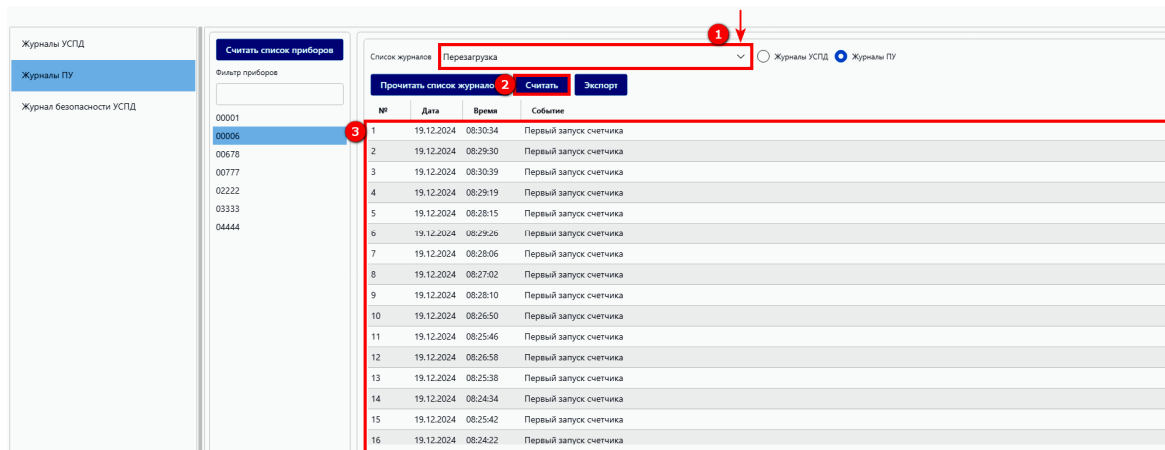 Журналы УСПД
Журналы ПУ
Журнал безопасности УСПД
Считать список приборов
Фильтр приборов
00001
00006
00678
00777
02222
03333
04444
1
Список журналов Перезагрузка Журналы УСПД Журналы ПУ
Прочитать список журнало 2 Считать Экспорт
№ Дата Время Событие
3
1 19.12.2024 08:30:34 Первый запуск счетчика
2 19.12.2024 08:29:30 Первый запуск счетчика
3 19.12.2024 08:30:39 Первый запуск счетчика
4 19.12.2024 08:29:19 Первый запуск счетчика
5 19.12.2024 08:28:15 Первый запуск счетчика
6 19.12.2024 08:29:26 Первый запуск счетчика
7 19.12.2024 08:28:06 Первый запуск счетчика
8 19.12.2024 08:27:02 Первый запуск счетчика
9 19.12.2024 08:28:10 Первый запуск счетчика
10 19.12.2024 08:26:50 Первый запуск счетчика
11 19.12.2024 08:25:46 Первый запуск счетчика
12 19.12.2024 08:26:58 Первый запуск счетчика
13 19.12.2024 08:25:38 Первый запуск счетчика
14 19.12.2024 08:24:34 Первый запуск счетчика
15 19.12.2024 08:25:42 Первый запуск счетчика
16 19.12.2024 08:24:22 Первый запуск счетчика